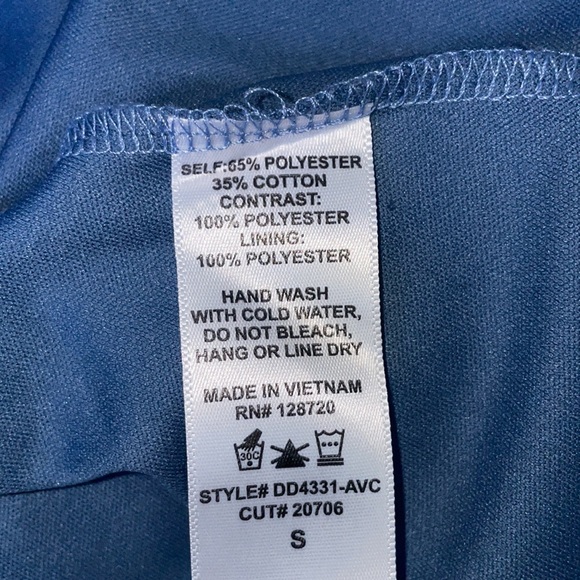 SELF:65% POLYESTER
35% COTTON
CONTRAST:
100% POLYESTER
LINING:
100% POLYESTER
HAND WASH
WITH COLD WATER,
DO NOT BLEACH,
HANG OR LINE DRY
MADE IN VIETNAM
RN# 128720
30C
STYLE# DD4331-AVC
CUT# 20706
S